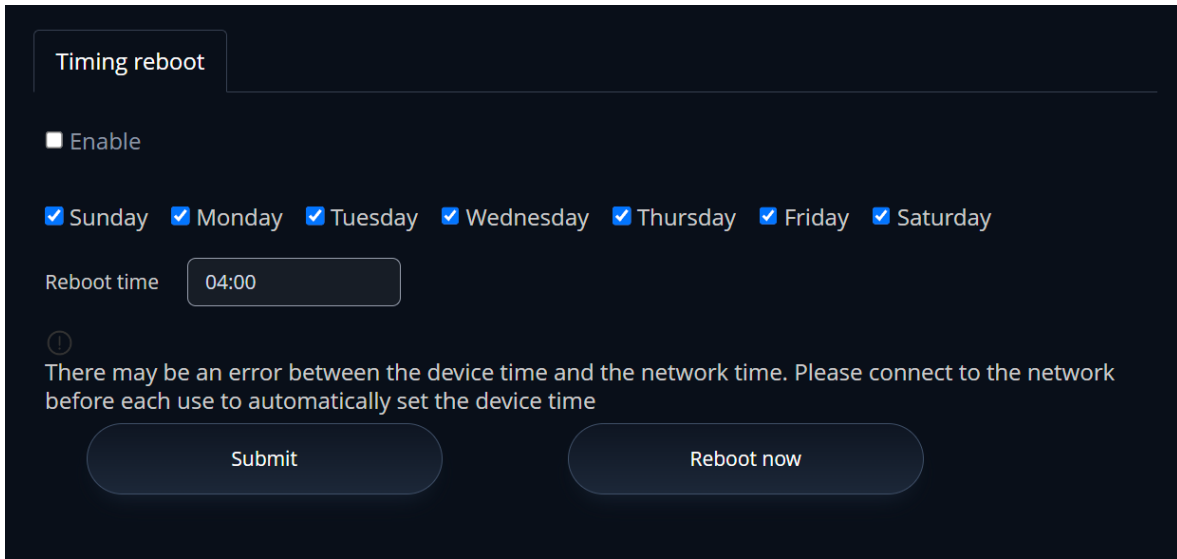 Timing reboot
Enable
Sunday Monday Tuesday Wednesday Thursday Friday Saturday
Reboot time 04:00
There may be an error between the device time and the network time. Please connect to the network
before each use to automatically set the device time
Submit Reboot now